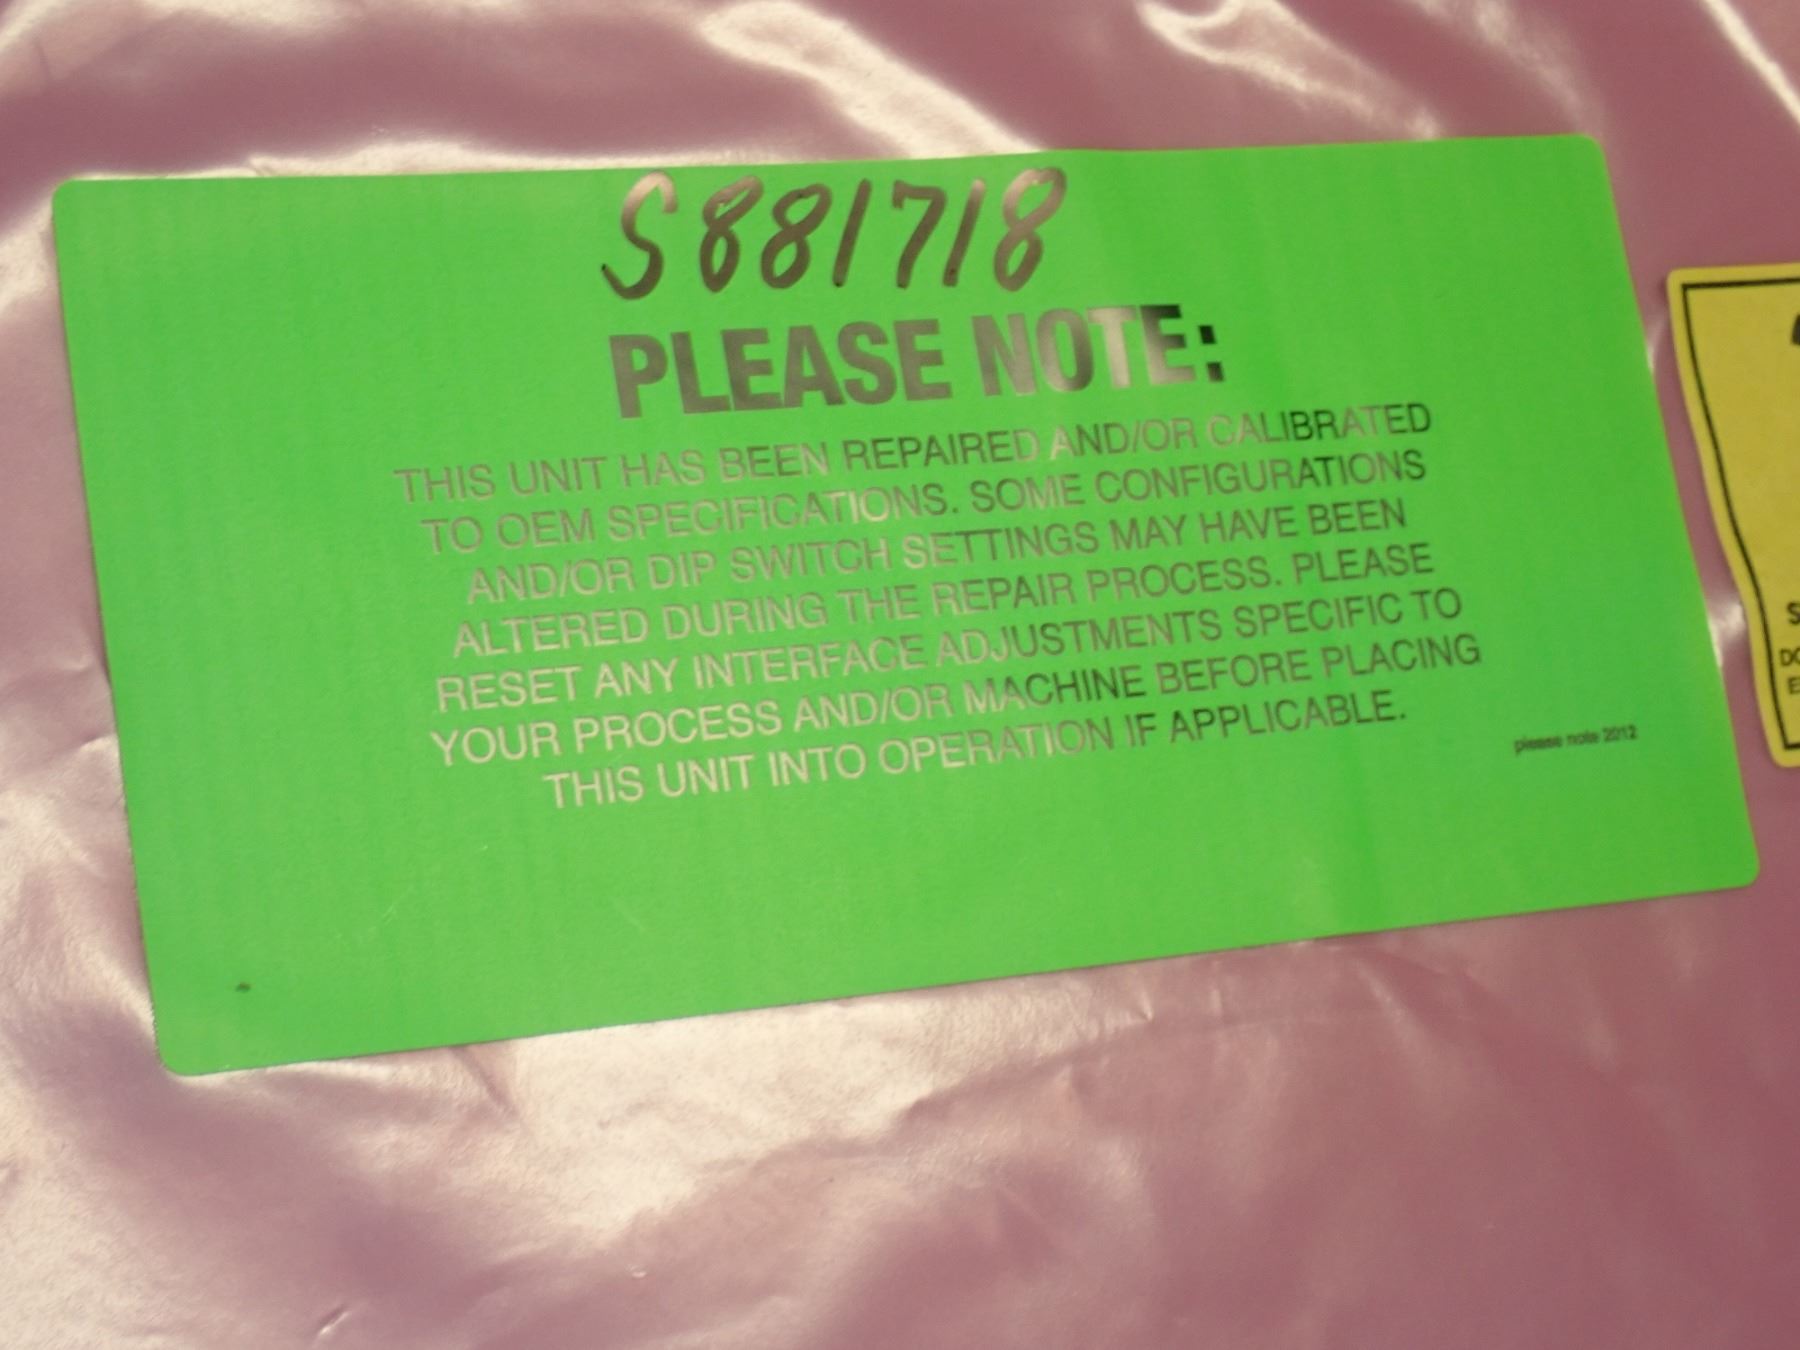 S881718
PLEASE NOTE:
THIS UNIT HAS BEEN REPAIRED AND/OR CALIBRATED
TO OEM SPECIFICATIONS. SOME CONFIGURATIONS
AND/OR DIP SWITCH SETTINGS MAY HAVE BEEN
ALTERED DURING THE REPAIR PROCESS. PLEASE
RESET ANY INTERFACE ADJUSTMENTS SPECIFIC TO
YOUR PROCESS AND/OR MACHINE BEFORE PLACING
THIS UNIT INTO OPERATION IF APPLICABLE.
please note 2012